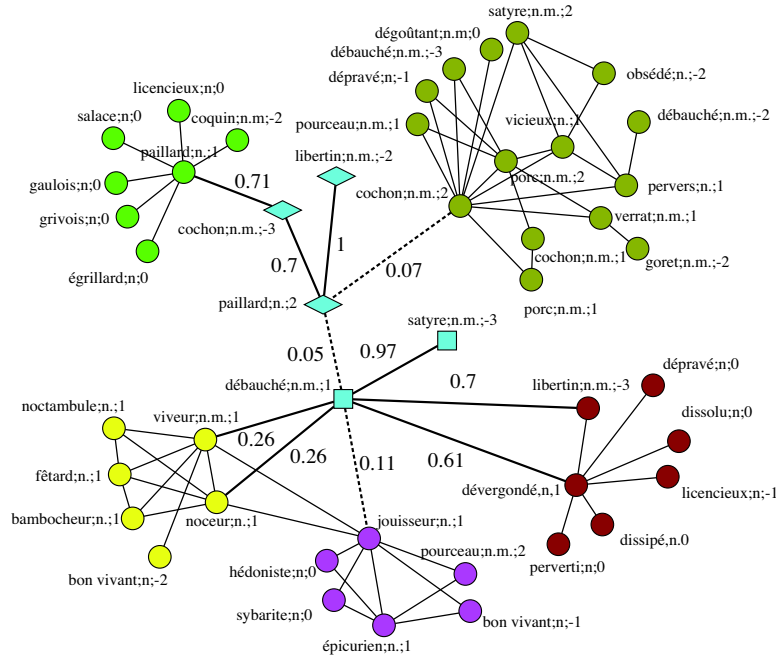 satyre;n.m.;2
dégoûtant;n.m;0
débauché;n.m.;-3
dépravé;n;-1
obsédé;n.;-2
licencieux;n;0
salace;n;0
coquin;n.m;-2
pourceau;n.m.;1
vicieux;n.;1
débauché;n.m.;-2
paillard;n.;1
libertin;n.m.;-2
porc;n.m.;2
gaulois;n;0
0.71
cochon;n.m.;2
pervers;n.;1
grivois;n;0
cochon;n.m.;-3
verrat;n.m.;1
égrillard;n;0
0.7
1
0.07
cochon;n.m.;1
goret;n.m.;-2
paillard;n.;2
porc;n.m.;1
satyre;n.m.;-3
0.05
0.97
dépravé;n;0
débauché;n.m.;1
0.7
libertin;n.m.;-3
noctambule;n.;1
viveur;n.m.;1
dissolu;n;0
0.26
fêtard;n.;1
0.26
0.11
0.61
dévergondé,n,1
licencieux;n;-1
bambocheur;n.;1
noceur;n.;1
jouisseur;n.;1
dissipé,n.0
bon vivant;n;-2
hédoniste;n;0
pourceau;n.m.;2
perverti;n;0
sybarite;n;0
bon vivant;n;-1
épicurien;n.;1